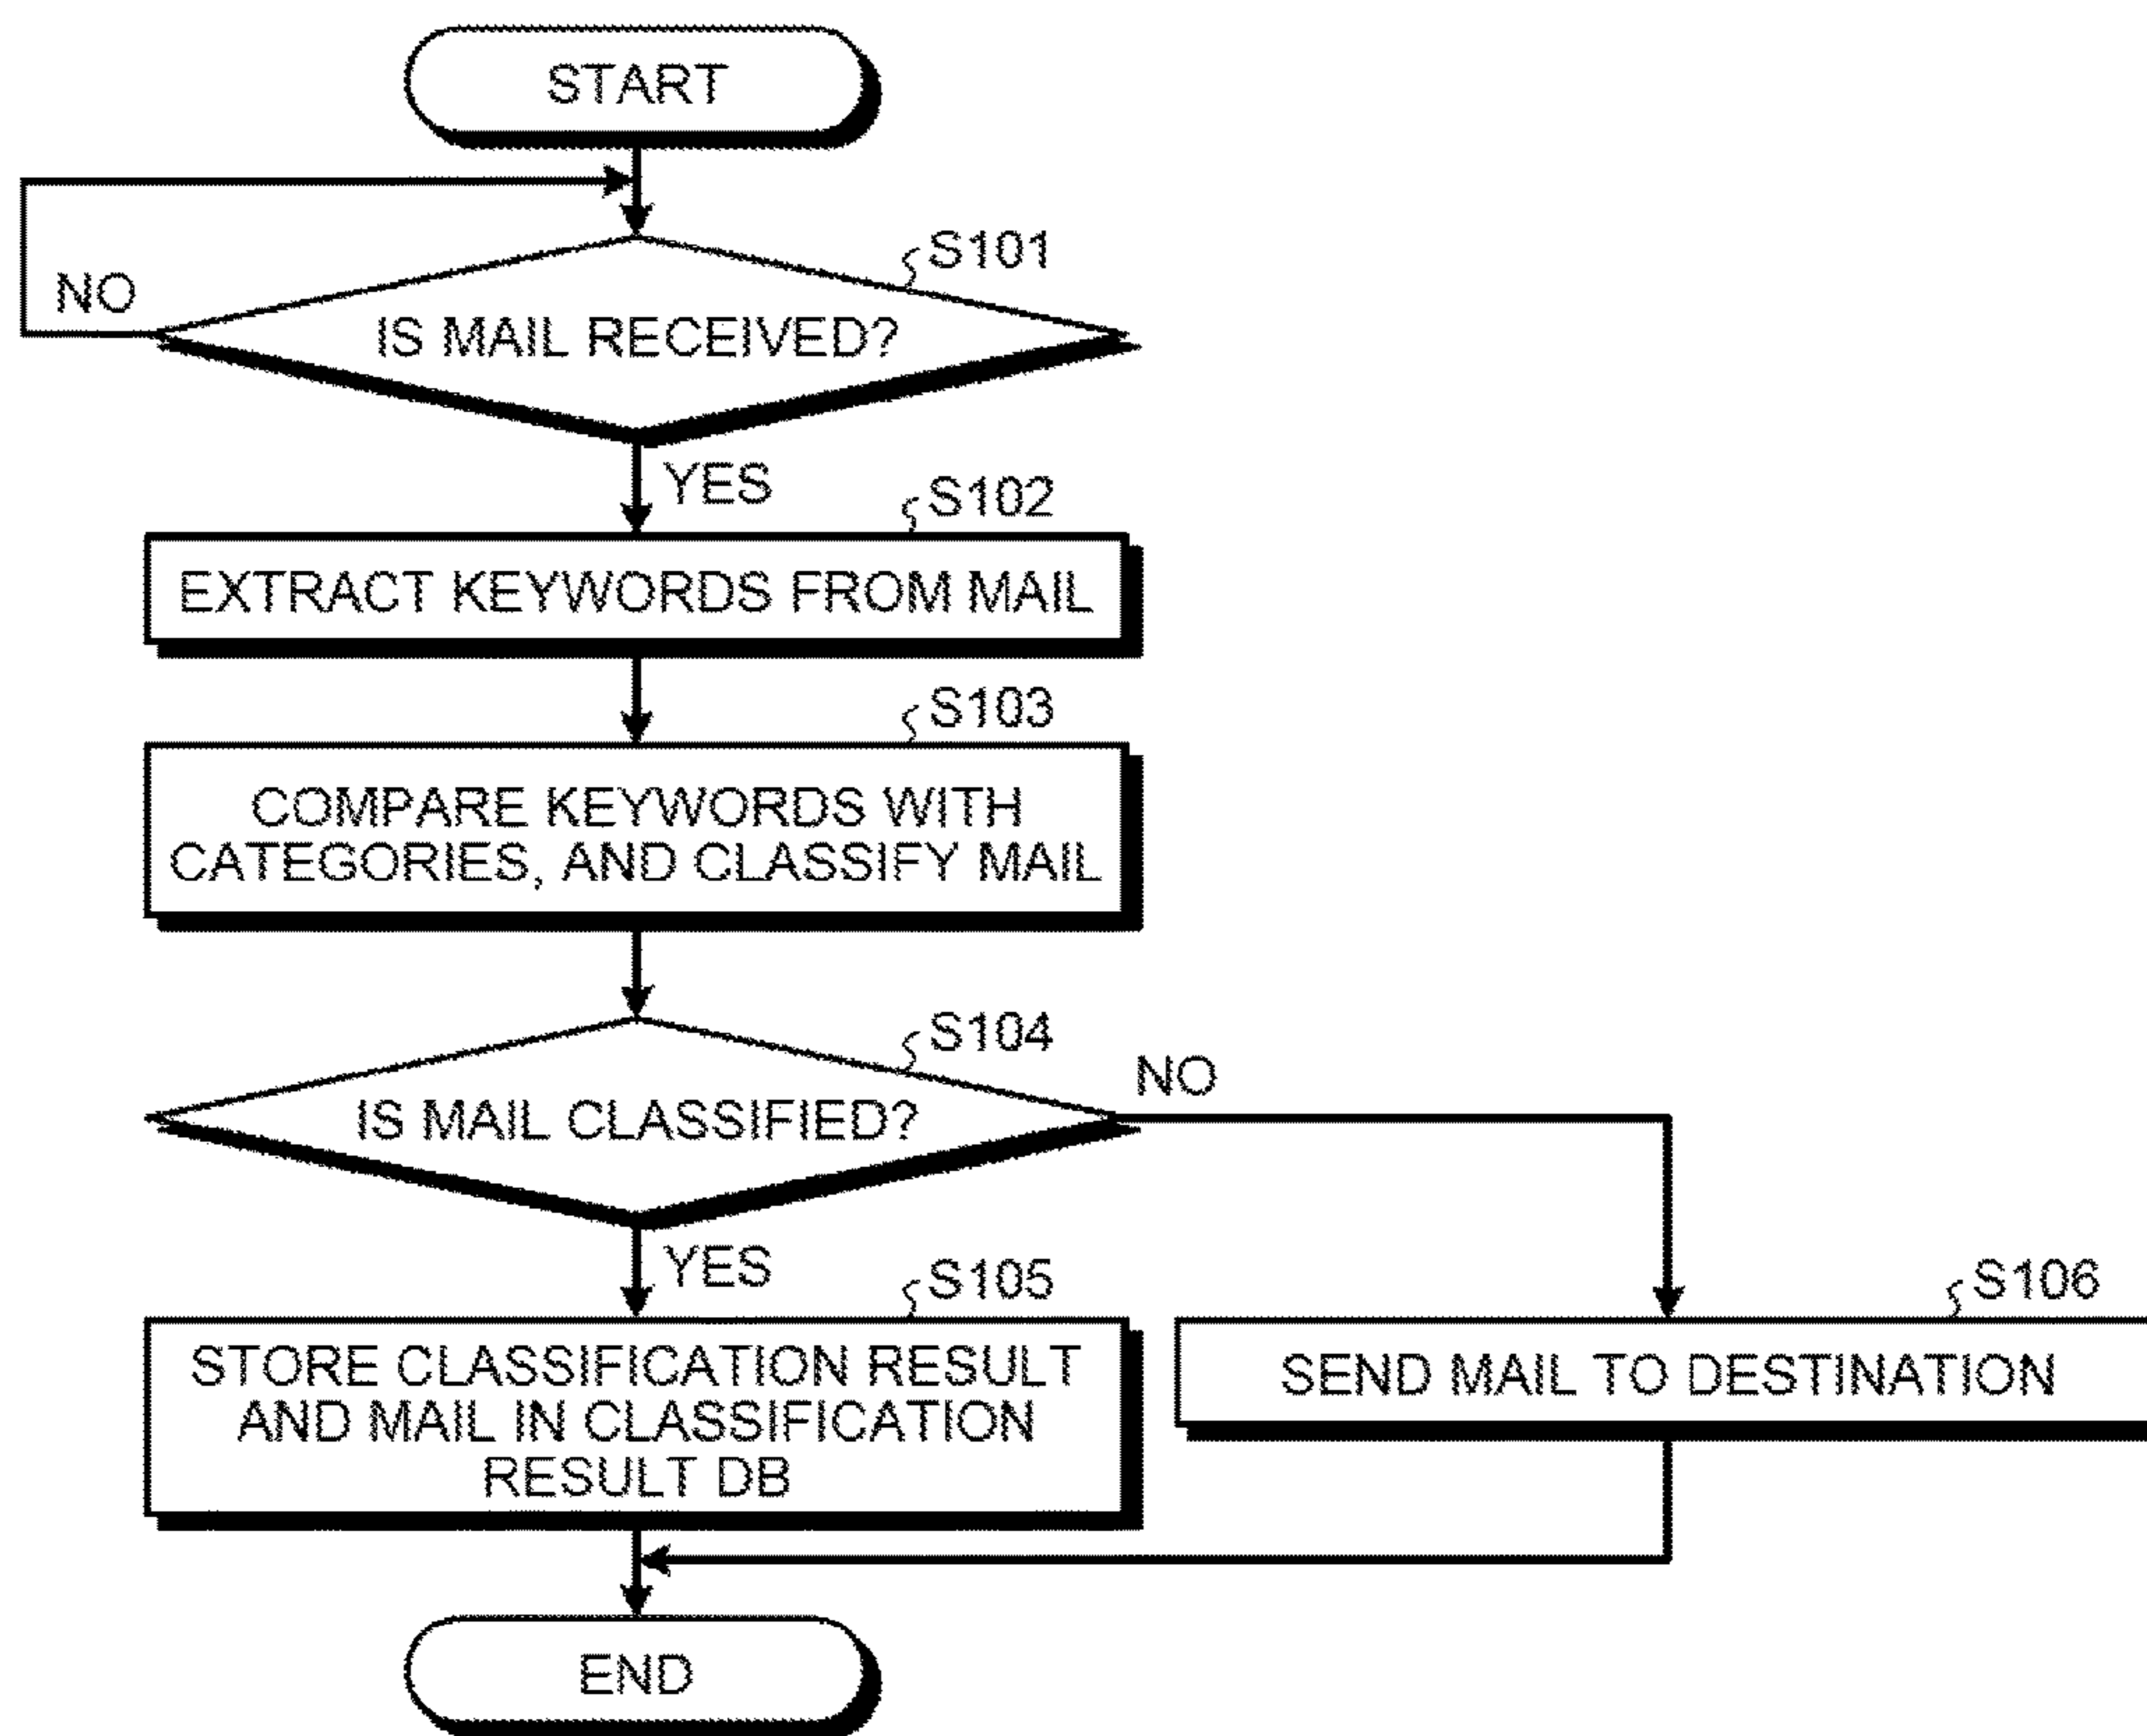 START
S101
NO
IS MAIL RECEIVED?
YES
S102
EXTRACT KEYWORDS FROM MAIL
S103
COMPARE KEYWORDS WITH
CATEGORIES, AND CLASSIFY MAIL
S104
NO
IS MAIL CLASSIFIED?
YES
S105
STORE CLASSIFICATION RESULT
AND MAIL IN CLASSIFICATION
RESULT DB
S106
SEND MAIL TO DESTINATION
END